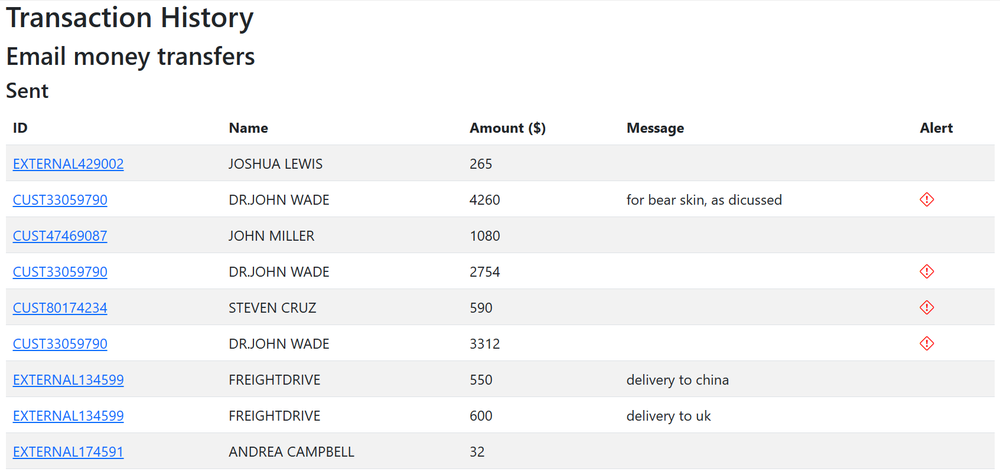 Transaction History
Email money transfers
Sent
ID Name Amount ($) Message Alert
EXTERNAL429002 JOSHUA LEWIS 265
CUST33059790 DR.JOHN WADE 4260 for bear skin, as dicussed
CUST47469087 JOHN MILLER 1080
CUST33059790 DR.JOHN WADE 2754
CUST80174234 STEVEN CRUZ 590
CUST33059790 DR.JOHN WADE 3312
EXTERNAL134599 FREIGHTDRIVE 550 delivery to china
EXTERNAL134599 FREIGHTDRIVE 600 delivery to uk
EXTERNAL174591 ANDREA CAMPBELL 32